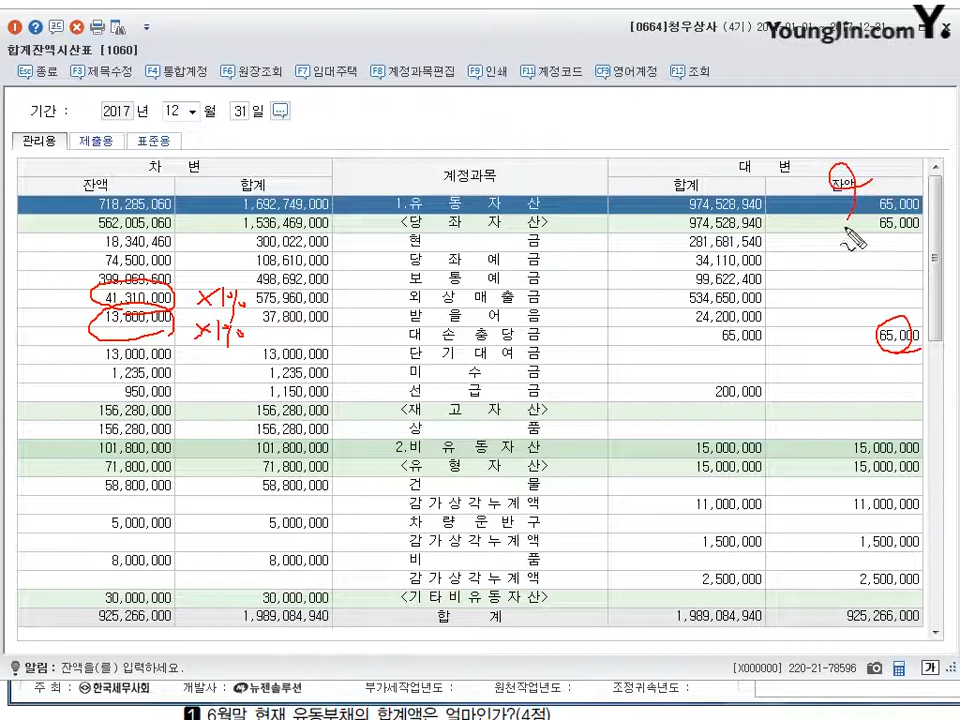 [0664]청우상사 (4기)
YoungJin.com Y.
합계잔액시산표 [1060]
Esc 종료 F3 제목수정 F4 통합계정 F6 원장조회 F7 임대주택 F8 계정과목편집 F9 인쇄 F11 계정코드 CF9 영어계정 F12 조회
기간 : 2017 년 12 월 31 일
관리용 제출용 표준용
차 변 계정과목 대 변
잔액 합계 합계 잔액
718,285,060 1,692,749,000 1.유 동 자 산 974,528,940 65,000
562,005,060 1,536,469,000 <당 좌 자 산> 974,528,940 65,000
18,340,460 300,022,000 현 금 281,681,540
74,500,000 108,610,000 당 좌 예 금 34,110,000
399,069,600 498,692,000 보 통 예 금 99,622,400
41,310,000 X1% 575,960,000 외 상 매 출 금 534,650,000
13,600,000 37,800,000 받 을 어 음 24,200,000
X1% 대 손 충 당 금 65,000 65,000
13,000,000 13,000,000 단 기 대 여 금
1,235,000 1,235,000 미 수 금
950,000 1,150,000 선 급 금 200,000
156,280,000 156,280,000 <재 고 자 산>
156,280,000 156,280,000 상 품
101,800,000 101,800,000 2.비 유 동 자 산 15,000,000 15,000,000
71,800,000 71,800,000 <유 형 자 산> 15,000,000 15,000,000
58,800,000 58,800,000 건 물
감 가 상 각 누 계 액 11,000,000 11,000,000
5,000,000 5,000,000 차 량 운 반 구
감 가 상 각 누 계 액 1,500,000 1,500,000
8,000,000 8,000,000 비 품
감 가 상 각 누 계 액 2,500,000 2,500,000
30,000,000 30,000,000 <기 타 비 유 동 자 산>
925,266,000 1,989,084,940 합 계 1,989,084,940 925,266,000
알림 : 잔액을(를) 입력하세요. [X000000] 220-21-78596 가
주 최 : 한국세무사회 개발사 : 뉴젠솔루션 부가세작업년도 : 원천작업년도 : 조정귀속년도 :
1 6월말 현재 유동부채의 합계액은 얼마인가?(4점)